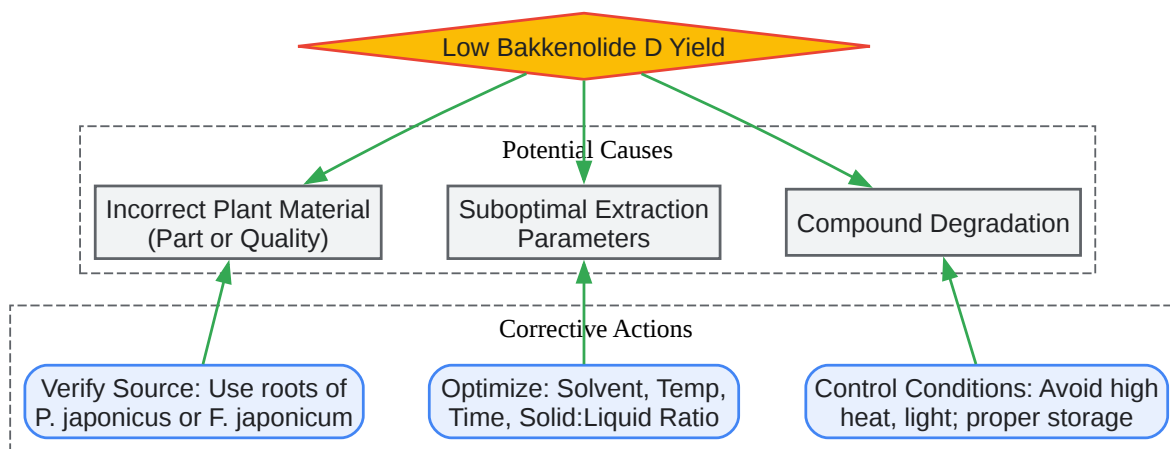 Low Bakkenolide D Yield
Potential Causes
Incorrect Plant Material
(Part or Quality)
Suboptimal Extraction
Parameters
Compound Degradation
Corrective Actions
Verify Source: Use roots of
P. japonicus or F. japonicum
Optimize: Solvent, Temp,
Time, Solid:Liquid Ratio
Control Conditions: Avoid high
heat, light; proper storage